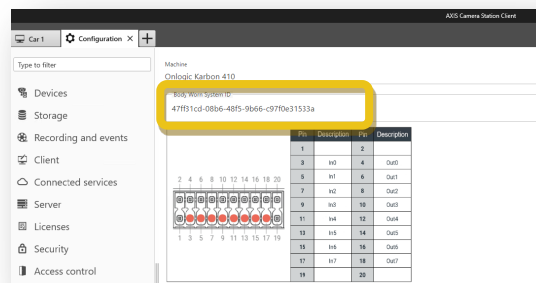 AXIS Camera Station Client
Car 1 Configuration
Type to filter
Devices
Storage
Recording and events
Client
Connected services
Server
Licenses
Security
Access control
Machine
Onlogic Karbon 410
Body Worn System ID
47ff31cd-08b6-48f5-9b66-c97f0e31533a
2 4 6 8 10 12 14 16 18 20
1 3 5 7 9 11 13 15 17 19
Pin Description Pin Description
1 2
3 In0 4 Out0
5 In1 6 Out1
7 In2 8 Out2
9 In3 10 Out3
11 In4 12 Out4
13 In5 14 Out5
15 In6 16 Out6
17 In7 18 Out7
19 20